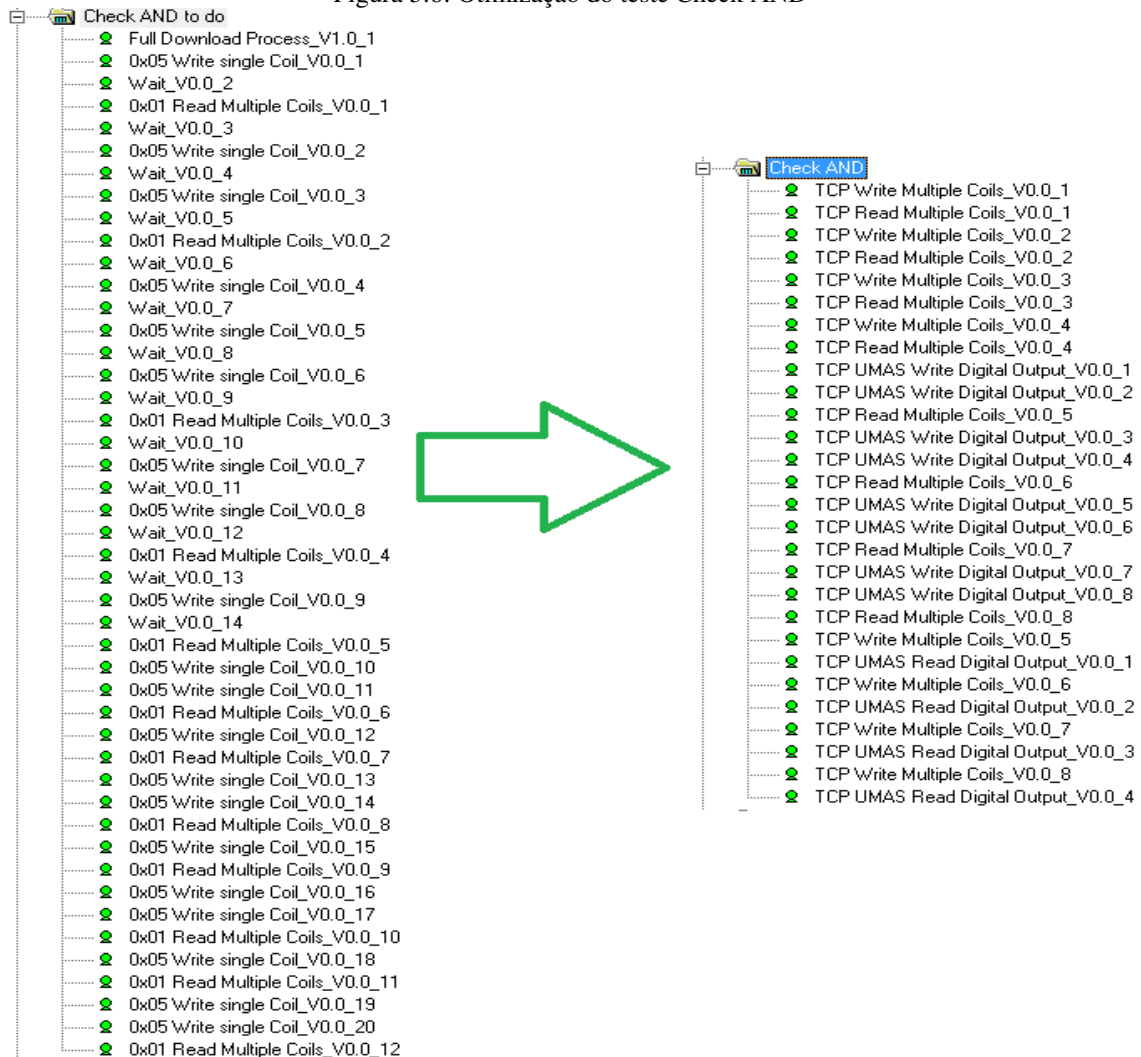 Check AND to do
Full Download Process_V1.0_1
0x05 Write single Coil_V0.0_1
Wait_V0.0_2
0x01 Read Multiple Coils_V0.0_1
Wait_V0.0_3
0x05 Write single Coil_V0.0_2
Wait_V0.0_4
0x05 Write single Coil_V0.0_3
Wait_V0.0_5
0x01 Read Multiple Coils_V0.0_2
Wait_V0.0_6
0x05 Write single Coil_V0.0_4
Wait_V0.0_7
0x05 Write single Coil_V0.0_5
Wait_V0.0_8
0x05 Write single Coil_V0.0_6
Wait_V0.0_9
0x01 Read Multiple Coils_V0.0_3
Wait_V0.0_10
0x05 Write single Coil_V0.0_7
Wait_V0.0_11
0x05 Write single Coil_V0.0_8
Wait_V0.0_12
0x01 Read Multiple Coils_V0.0_4
Wait_V0.0_13
0x05 Write single Coil_V0.0_9
Wait_V0.0_14
0x01 Read Multiple Coils_V0.0_5
0x05 Write single Coil_V0.0_10
0x05 Write single Coil_V0.0_11
0x01 Read Multiple Coils_V0.0_6
0x05 Write single Coil_V0.0_12
0x01 Read Multiple Coils_V0.0_7
0x05 Write single Coil_V0.0_13
0x05 Write single Coil_V0.0_14
0x01 Read Multiple Coils_V0.0_8
0x05 Write single Coil_V0.0_15
0x01 Read Multiple Coils_V0.0_9
0x05 Write single Coil_V0.0_16
0x05 Write single Coil_V0.0_17
0x01 Read Multiple Coils_V0.0_10
0x05 Write single Coil_V0.0_18
0x01 Read Multiple Coils_V0.0_11
0x05 Write single Coil_V0.0_19
0x05 Write single Coil_V0.0_20
0x01 Read Multiple Coils_V0.0_12
Check AND
TCP Write Multiple Coils_V0.0_1
TCP Read Multiple Coils_V0.0_1
TCP Write Multiple Coils_V0.0_2
TCP Read Multiple Coils_V0.0_2
TCP Write Multiple Coils_V0.0_3
TCP Read Multiple Coils_V0.0_3
TCP Write Multiple Coils_V0.0_4
TCP Read Multiple Coils_V0.0_4
TCP UMAS Write Digital Output_V0.0_1
TCP UMAS Write Digital Output_V0.0_2
TCP Read Multiple Coils_V0.0_5
TCP UMAS Write Digital Output_V0.0_3
TCP UMAS Write Digital Output_V0.0_4
TCP Read Multiple Coils_V0.0_6
TCP UMAS Write Digital Output_V0.0_5
TCP UMAS Write Digital Output_V0.0_6
TCP Read Multiple Coils_V0.0_7
TCP UMAS Write Digital Output_V0.0_7
TCP UMAS Write Digital Output_V0.0_8
TCP Read Multiple Coils_V0.0_8
TCP Write Multiple Coils_V0.0_5
TCP UMAS Read Digital Output_V0.0_1
TCP Write Multiple Coils_V0.0_6
TCP UMAS Read Digital Output_V0.0_2
TCP Write Multiple Coils_V0.0_7
TCP UMAS Read Digital Output_V0.0_3
TCP Write Multiple Coils_V0.0_8
TCP UMAS Read Digital Output_V0.0_4